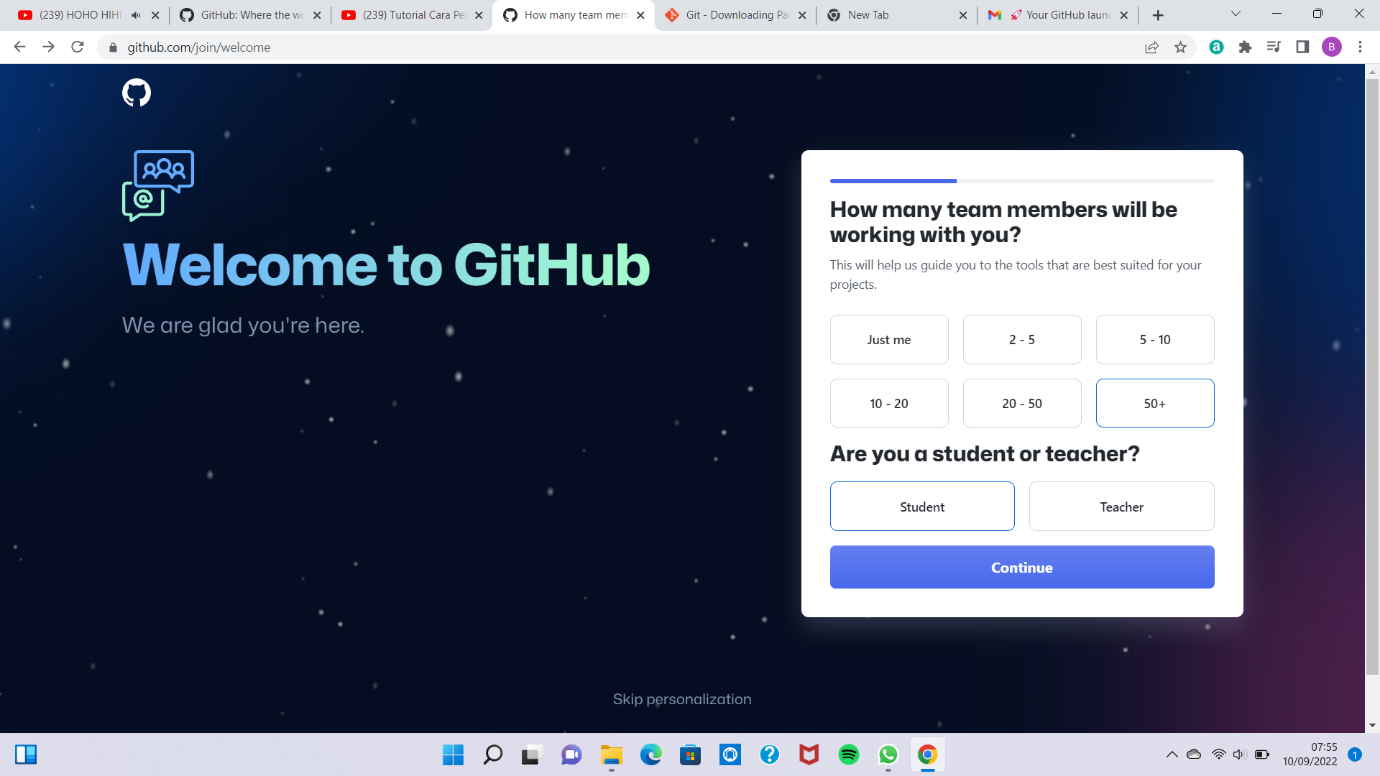 (239) HOHO HIHI
GitHub: Where the wo
(239) Tutorial Cara Pe
How many team mem
Git - Downloading Pa
New Tab
Your GitHub laun
github.com/join/welcome
B
Welcome to GitHub
We are glad you're here.
How many team members will be
working with you?
This will help us guide you to the tools that are best suited for your
projects.
Just me
2 - 5
5 - 10
10 - 20
20 - 50
50+
Are you a student or teacher?
Student
Teacher
Continue
Skip personalization
07:55
10/09/2022
1